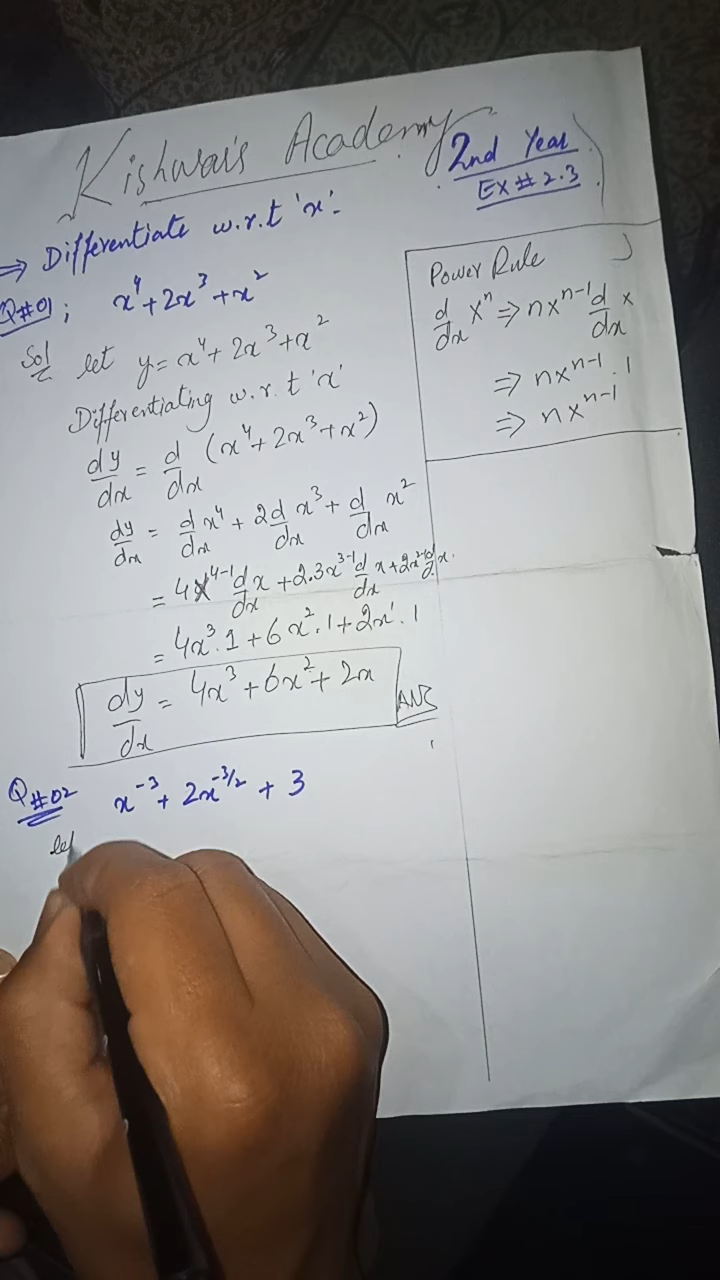 Kishwar's Academy
2nd Year
EX # 2.3
⇒ Differentiate w.r.t 'x'.
Q#01; x⁴+2x³+x²
Sol let y = x⁴+2x³+x²
Differentiating w.r.t 'x'
dy/dx = d/dx (x⁴+2x³+x²)
dy/dx = d/dx x⁴ + 2d/dx x³ + d/dx x²
= 4x⁴⁻¹ d/dx x + 2.3x³⁻¹ d/dx x + 2x²⁻¹ d/dx x.
= 4x³.1 + 6x².1 + 2x¹.1
dy/dx = 4x³+6x²+2x ANS
Power Rule
d/dx xⁿ ⇒ nxⁿ⁻¹ d/dx x
⇒ nxⁿ⁻¹.1
⇒ nxⁿ⁻¹
Q#02 x⁻³ + 2x⁻³/² + 3
let